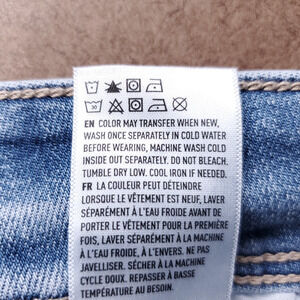 30
EN COLOR MAY TRANSFER WHEN NEW,
WASH ONCE SEPARATELY IN COLD WATER
BEFORE WEARING, MACHINE WASH COLD
INSIDE OUT SEPARATELY. DO NOT BLEACH.
TUMBLE DRY LOW. COOL IRON IF NEEDED.
FR LA COULEUR PEUT DÉTEINDRE
LORSQUE LE VÊTEMENT EST NEUF, LAVER
SÉPARÉMENT À L'EAU FROIDE AVANT DE
PORTER LE VÊTEMENT POUR LA PREMIÈRE
FOIS, LAVER SÉPARÉMENT À LA MACHINE
À L'EAU FROIDE, À L'ENVERS. NE PAS
JAVELLISER. SÉCHER À LA MACHINE
DOUX. REPASSER À BASSE
TEMPÉRATURE AU BESOIN.